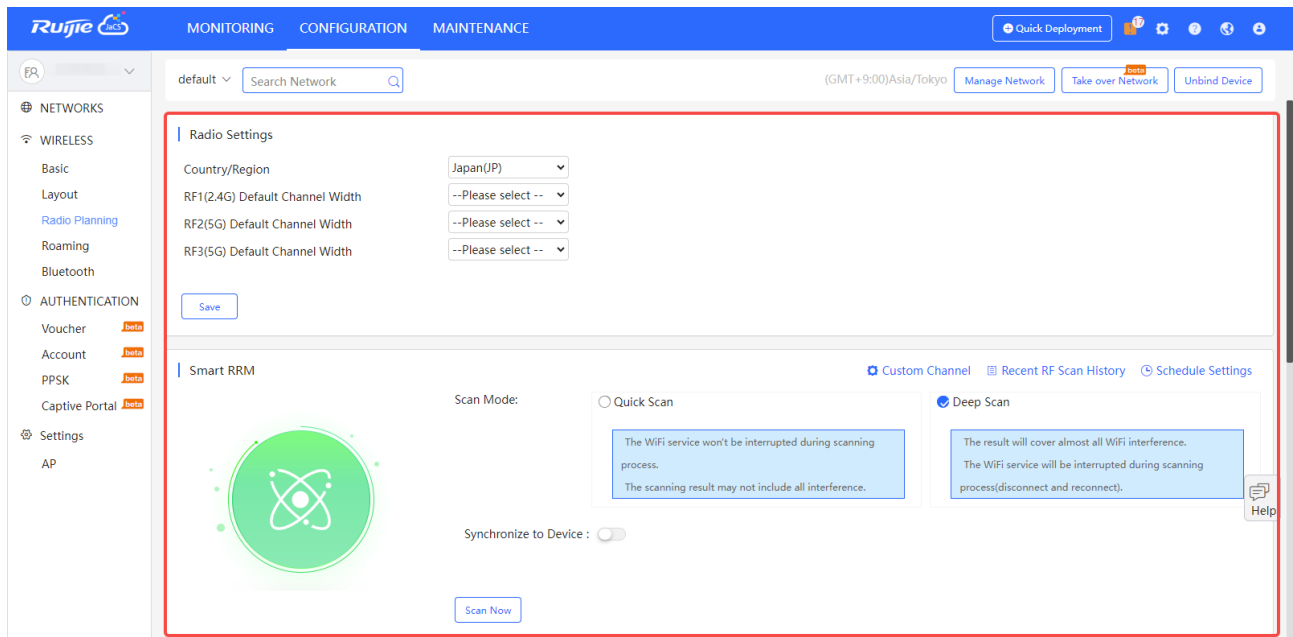 Ruijie JaCS MONITORING CONFIGURATION MAINTENANCE Quick Deployment 17
default Search Network (GMT+9:00)Asia/Tokyo Manage Network Take over Network beta Unbind Device
NETWORKS
WIRELESS
Basic
Layout
Radio Planning
Roaming
Bluetooth
AUTHENTICATION
Voucher beta
Account beta
PPSK beta
Captive Portal beta
Settings
AP
Radio Settings
Country/Region Japan(JP)
RF1(2.4G) Default Channel Width --Please select --
RF2(5G) Default Channel Width --Please select --
RF3(5G) Default Channel Width --Please select --
Save
Smart RRM Custom Channel Recent RF Scan History Schedule Settings
Scan Mode: Quick Scan Deep Scan
The WiFi service won't be interrupted during scanning
process.
The scanning result may not include all interference.
The result will cover almost all WiFi interference.
The WiFi service will be interrupted during scanning
process(disconnect and reconnect).
Help
Synchronize to Device :
Scan Now